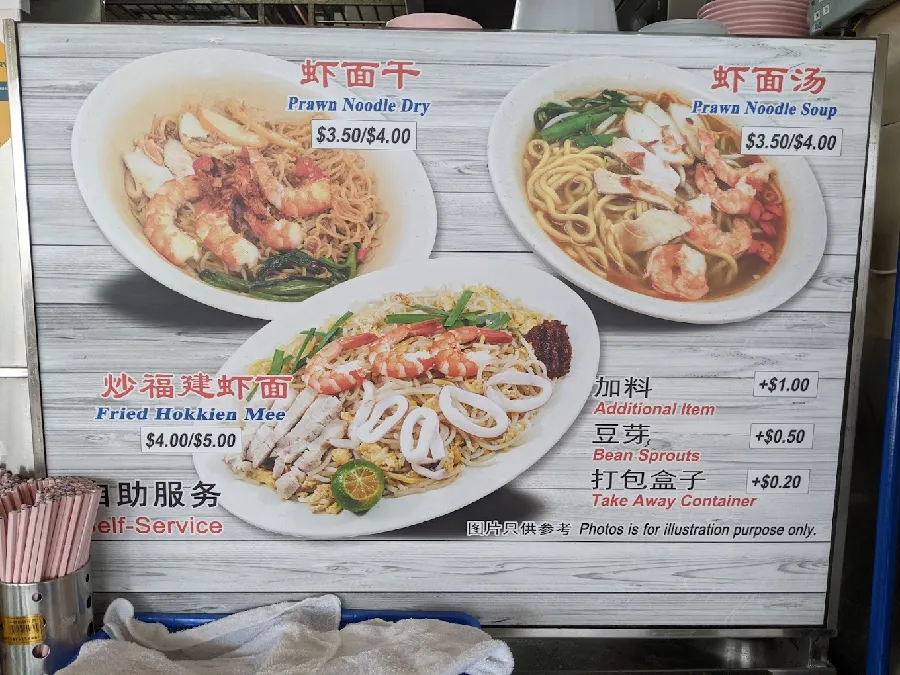 虾面干
Prawn Noodle Dry
$3.50/$4.00
虾面汤
Prawn Noodle Soup
$3.50/$4.00
炒福建虾面
Fried Hokkien Mee
$4.00/$5.00
加料 +$1.00
Additional Item
豆芽 +$0.50
Bean Sprouts
打包盒子 +$0.20
Take Away Container
自助服务
Self-Service
图片只供参考 Photos is for illustration purpose only.